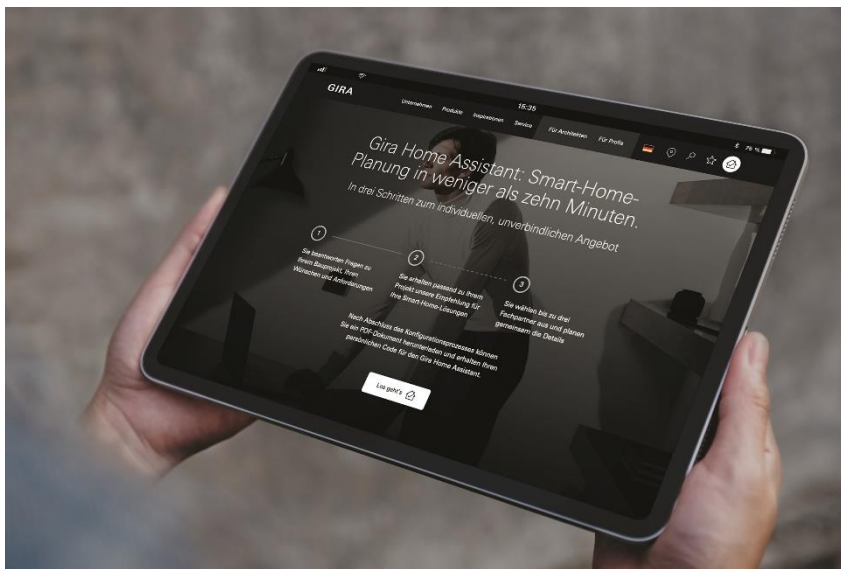 15:35
75 %
GIRA
Unternehmen Produkte Inspirationen Service Für Architekten Für Profis
Gira Home Assistant: Smart-Home-
Planung in weniger als zehn Minuten.
In drei Schritten zum individuellen, unverbindlichen Angebot
1
Sie beantworten Fragen zu
Ihrem Bauprojekt, Ihren
Wünschen und Anforderungen
2
Sie erhalten passend zu Ihrem
Projekt unsere Empfehlung für
Ihre Smart-Home-Lösungen
3
Sie wählen bis zu drei
Fachpartner aus und planen
gemeinsam die Details
Nach Abschluss des Konfigurationsprozesses können
Sie ein PDF-Dokument herunterladen und erhalten Ihren
persönlichen Code für den Gira Home Assistant.
Los geht's